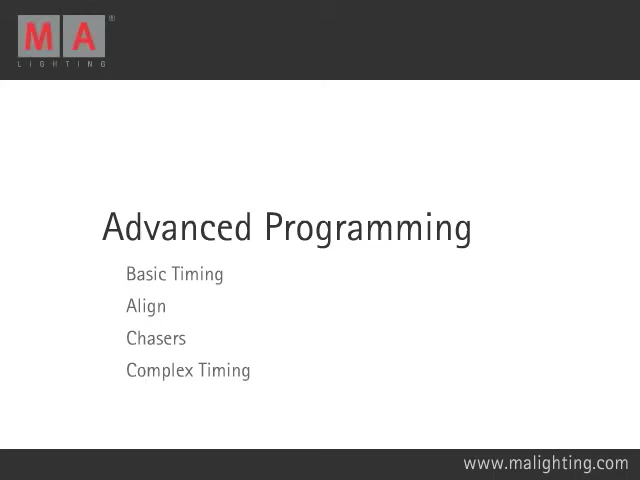 MA®
LIGHTING
Advanced Programming
Basic Timing
Align
Chasers
Complex Timing
www.malighting.com